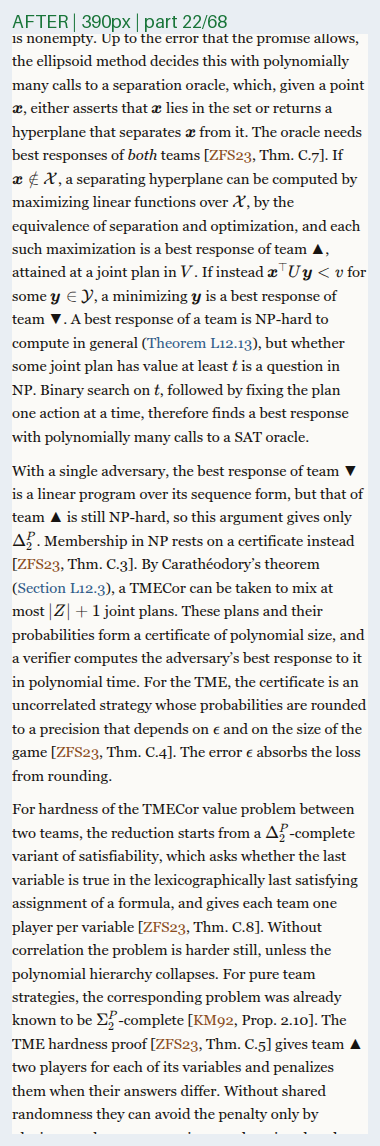 AFTER | 390px | part 22/68
is nonempty. Up to the error that the promise allows,
the ellipsoid method decides this with polynomially
many calls to a separation oracle, which, given a point
𝒙, either asserts that 𝒙 lies in the set or returns a
hyperplane that separates 𝒙 from it. The oracle needs
best responses of both teams [ZFS23, Thm. C.7]. If
𝒙 ∉ 𝒳, a separating hyperplane can be computed by
maximizing linear functions over 𝒳, by the
equivalence of separation and optimization, and each
such maximization is a best response of team ▲,
attained at a joint plan in V. If instead 𝒙⊤U𝒚 < v for
some 𝒚 ∈ 𝒴, a minimizing 𝒚 is a best response of
team ▼. A best response of a team is NP-hard to
compute in general (Theorem L12.13), but whether
some joint plan has value at least t is a question in
NP. Binary search on t, followed by fixing the plan
one action at a time, therefore finds a best response
with polynomially many calls to a SAT oracle.
With a single adversary, the best response of team ▼
is a linear program over its sequence form, but that of
team ▲ is still NP-hard, so this argument gives only
Δ₂ᴾ. Membership in NP rests on a certificate instead
[ZFS23, Thm. C.3]. By Carathéodory's theorem
(Section L12.3), a TMECor can be taken to mix at
most |Z| + 1 joint plans. These plans and their
probabilities form a certificate of polynomial size, and
a verifier computes the adversary's best response to it
in polynomial time. For the TME, the certificate is an
uncorrelated strategy whose probabilities are rounded
to a precision that depends on ϵ and on the size of the
game [ZFS23, Thm. C.4]. The error ϵ absorbs the loss
from rounding.
For hardness of the TMECor value problem between
two teams, the reduction starts from a Δ₂ᴾ-complete
variant of satisfiability, which asks whether the last
variable is true in the lexicographically last satisfying
assignment of a formula, and gives each team one
player per variable [ZFS23, Thm. C.8]. Without
correlation the problem is harder still, unless the
polynomial hierarchy collapses. For pure team
strategies, the corresponding problem was already
known to be Σ₂ᴾ-complete [KM92, Prop. 2.10]. The
TME hardness proof [ZFS23, Thm. C.5] gives team ▲
two players for each of its variables and penalizes
them when their answers differ. Without shared
randomness they can avoid the penalty only by